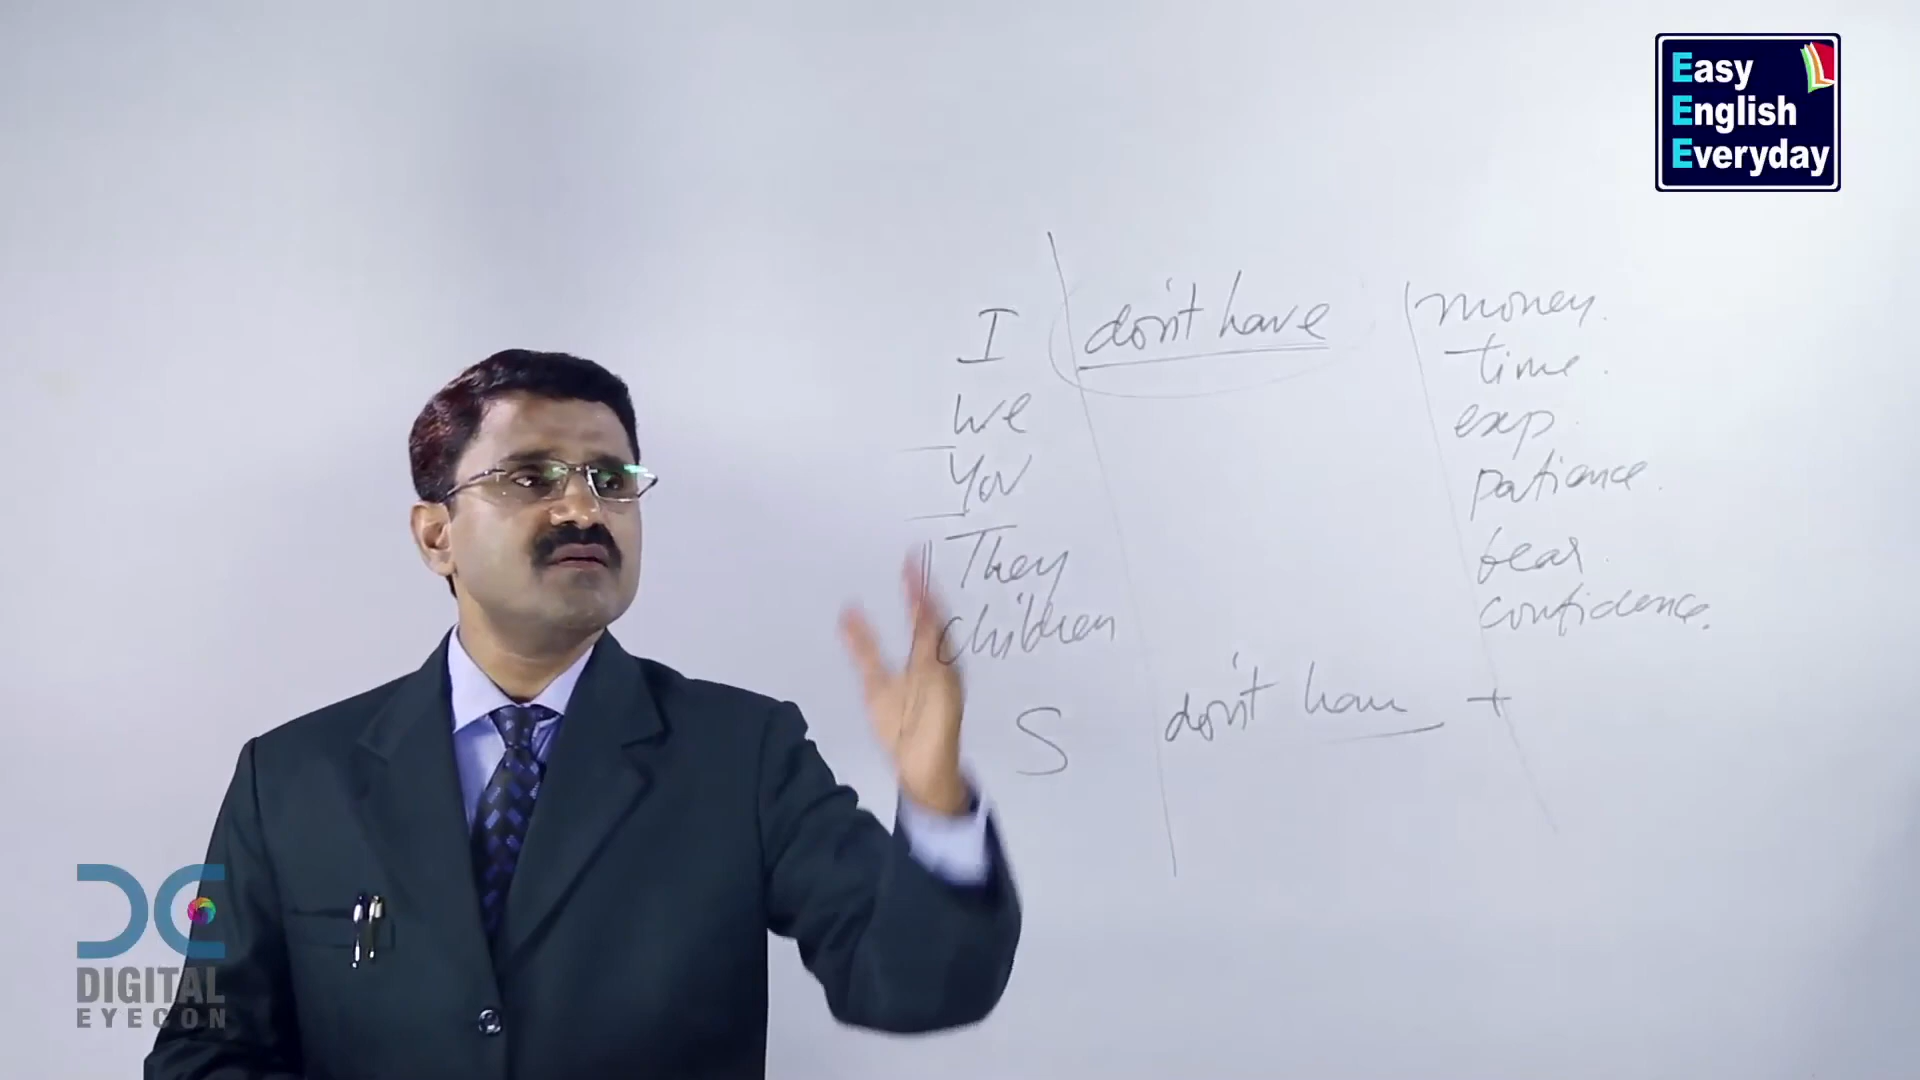 Easy
English
Everyday
I don't have money.
time.
We exp.
You patience.
They fear.
children confidence.
S don't have +
DC
DIGITAL
EYECON